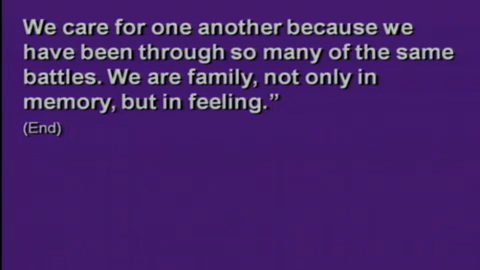 We care for one another because we
have been through so many of the same
battles. We are family, not only in
memory, but in feeling.”
(End)